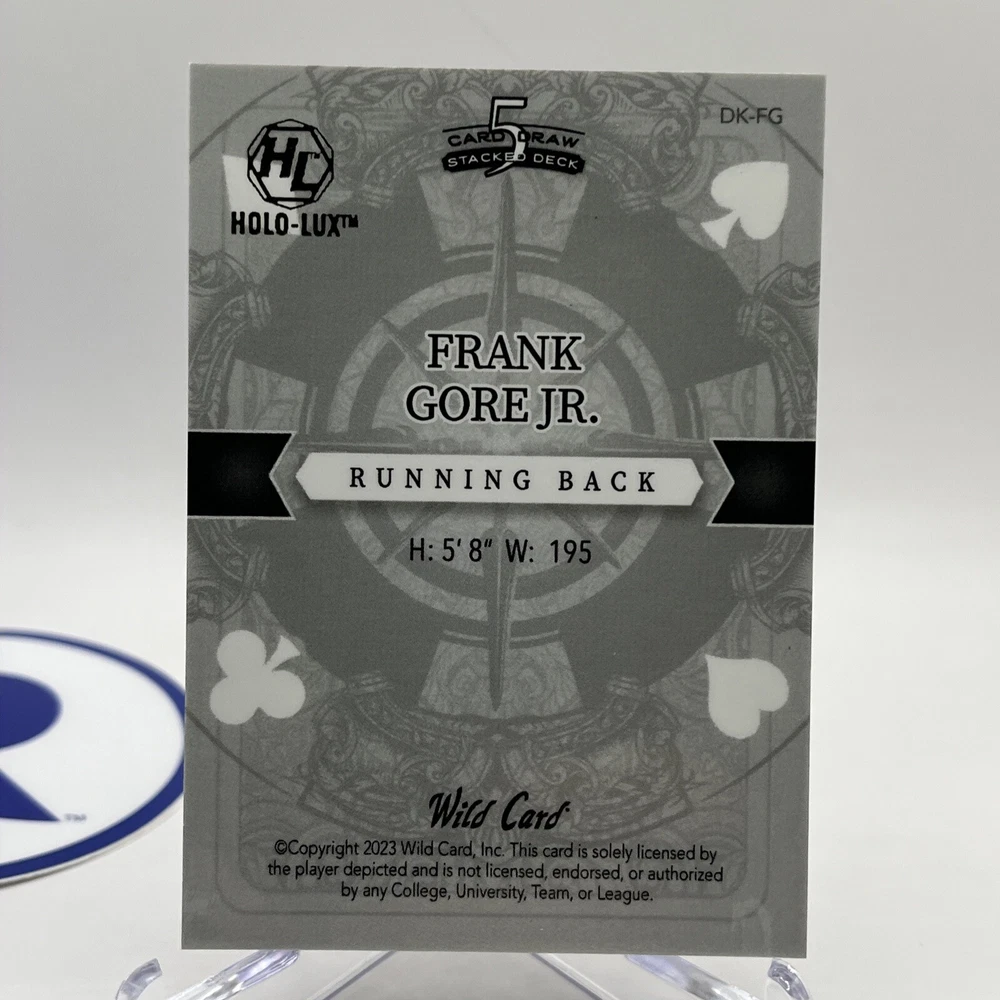 HL™
HOLO-LUX™
5
CARD DRAW
STACKED DECK
DK-FG
FRANK
GORE JR.
RUNNING BACK
H: 5' 8" W: 195
Wild Card
©Copyright 2023 Wild Card, Inc. This card is solely licensed by
the player depicted and is not licensed, endorsed, or authorized
by any College, University, Team, or League.
R
™